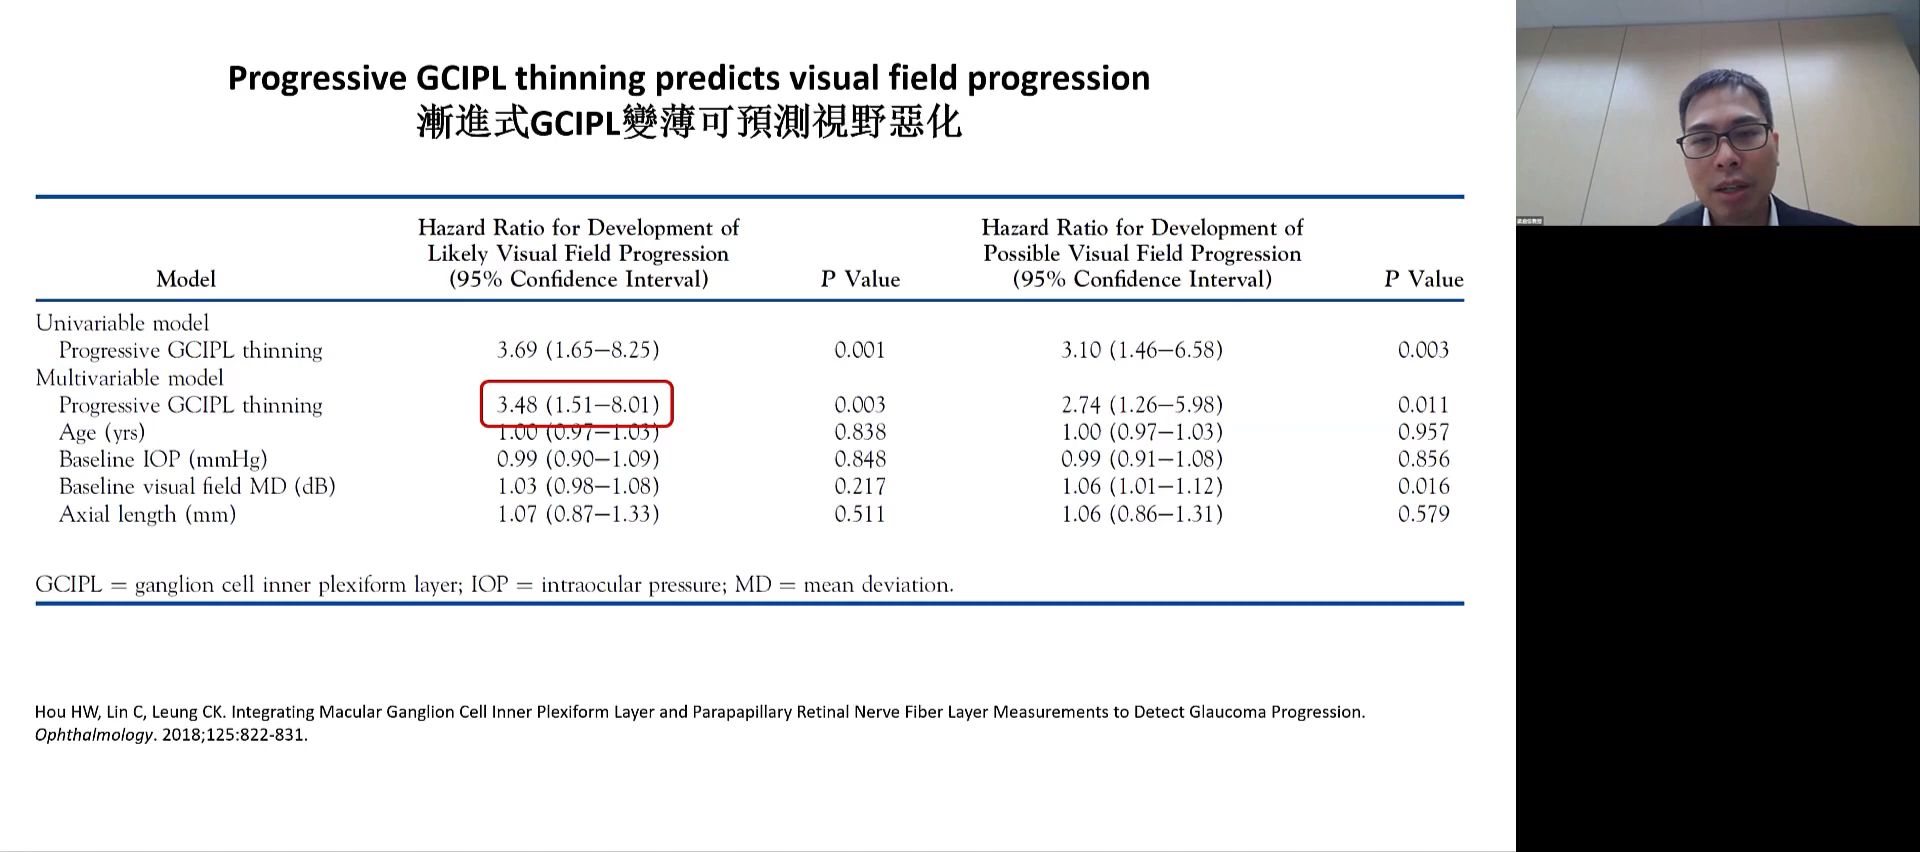 Progressive GCIPL thinning predicts visual field progression
漸進式GCIPL變薄可預測視野惡化
Hazard Ratio for Development of Likely Visual Field Progression (95% Confidence Interval)
Hazard Ratio for Development of Possible Visual Field Progression (95% Confidence Interval)
Model P Value P Value
Univariable model
Progressive GCIPL thinning 3.69 (1.65–8.25) 0.001 3.10 (1.46–6.58) 0.003
Multivariable model
Progressive GCIPL thinning 3.48 (1.51–8.01) 0.003 2.74 (1.26–5.98) 0.011
Age (yrs) 1.00 (0.97–1.03) 0.838 1.00 (0.97–1.03) 0.957
Baseline IOP (mmHg) 0.99 (0.90–1.09) 0.848 0.99 (0.91–1.08) 0.856
Baseline visual field MD (dB) 1.03 (0.98–1.08) 0.217 1.06 (1.01–1.12) 0.016
Axial length (mm) 1.07 (0.87–1.33) 0.511 1.06 (0.86–1.31) 0.579
GCIPL = ganglion cell inner plexiform layer; IOP = intraocular pressure; MD = mean deviation.
Hou HW, Lin C, Leung CK. Integrating Macular Ganglion Cell Inner Plexiform Layer and Parapapillary Retinal Nerve Fiber Layer Measurements to Detect Glaucoma Progression.
Ophthalmology. 2018;125:822-831.